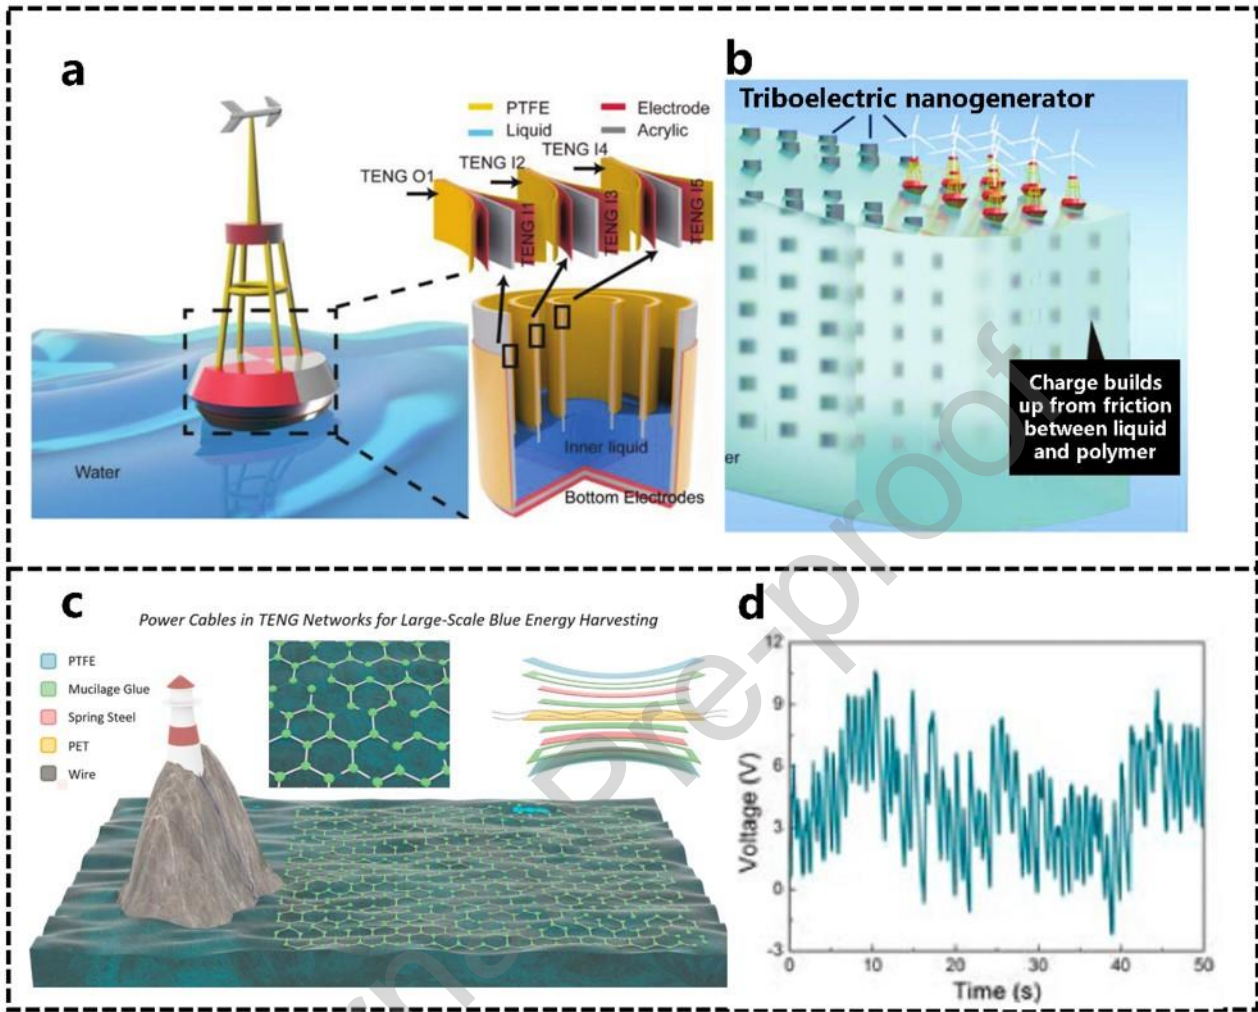 a
PTFE
Electrode
Liquid
Acrylic
TENG O1
TENG I2
TENG I4
TENG I1
TENG I3
TENG I5
Water
Inner liquid
Bottom Electrodes
b
Triboelectric nanogenerator
er
Charge builds
up from friction
between liquid
and polymer
c
Power Cables in TENG Networks for Large-Scale Blue Energy Harvesting
PTFE
Mucilage Glue
Spring Steel
PET
Wire
d
12
9
6
3
0
-3
Voltage (V)
0 10 20 30 40 50
Time (s)
rnal Pre-proof